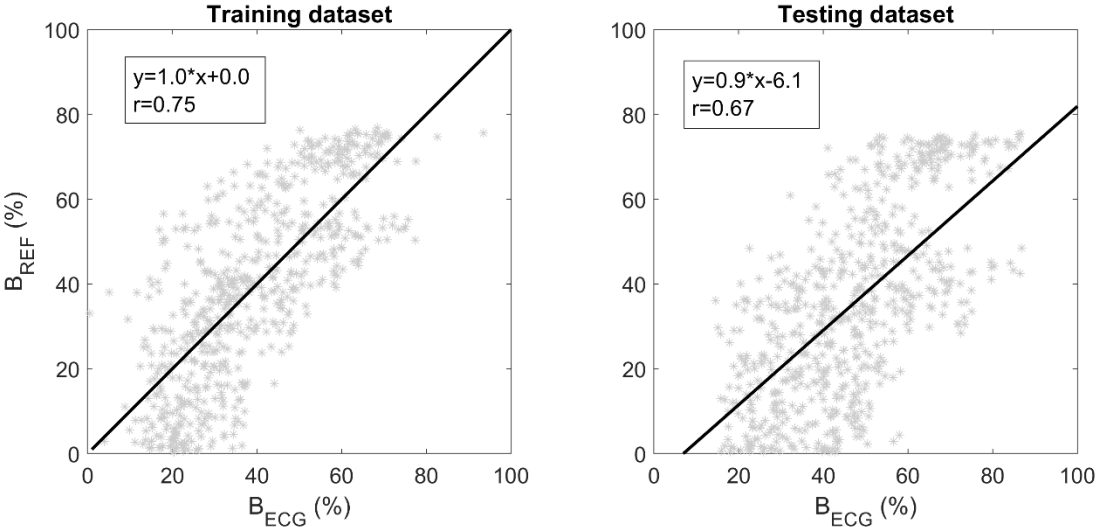 Training dataset
100
80
60
40
20
0
B_REF (%)
y=1.0*x+0.0
r=0.75
0 20 40 60 80 100
B_ECG (%)
Testing dataset
100
80
60
40
20
0
y=0.9*x-6.1
r=0.67
0 20 40 60 80 100
B_ECG (%)